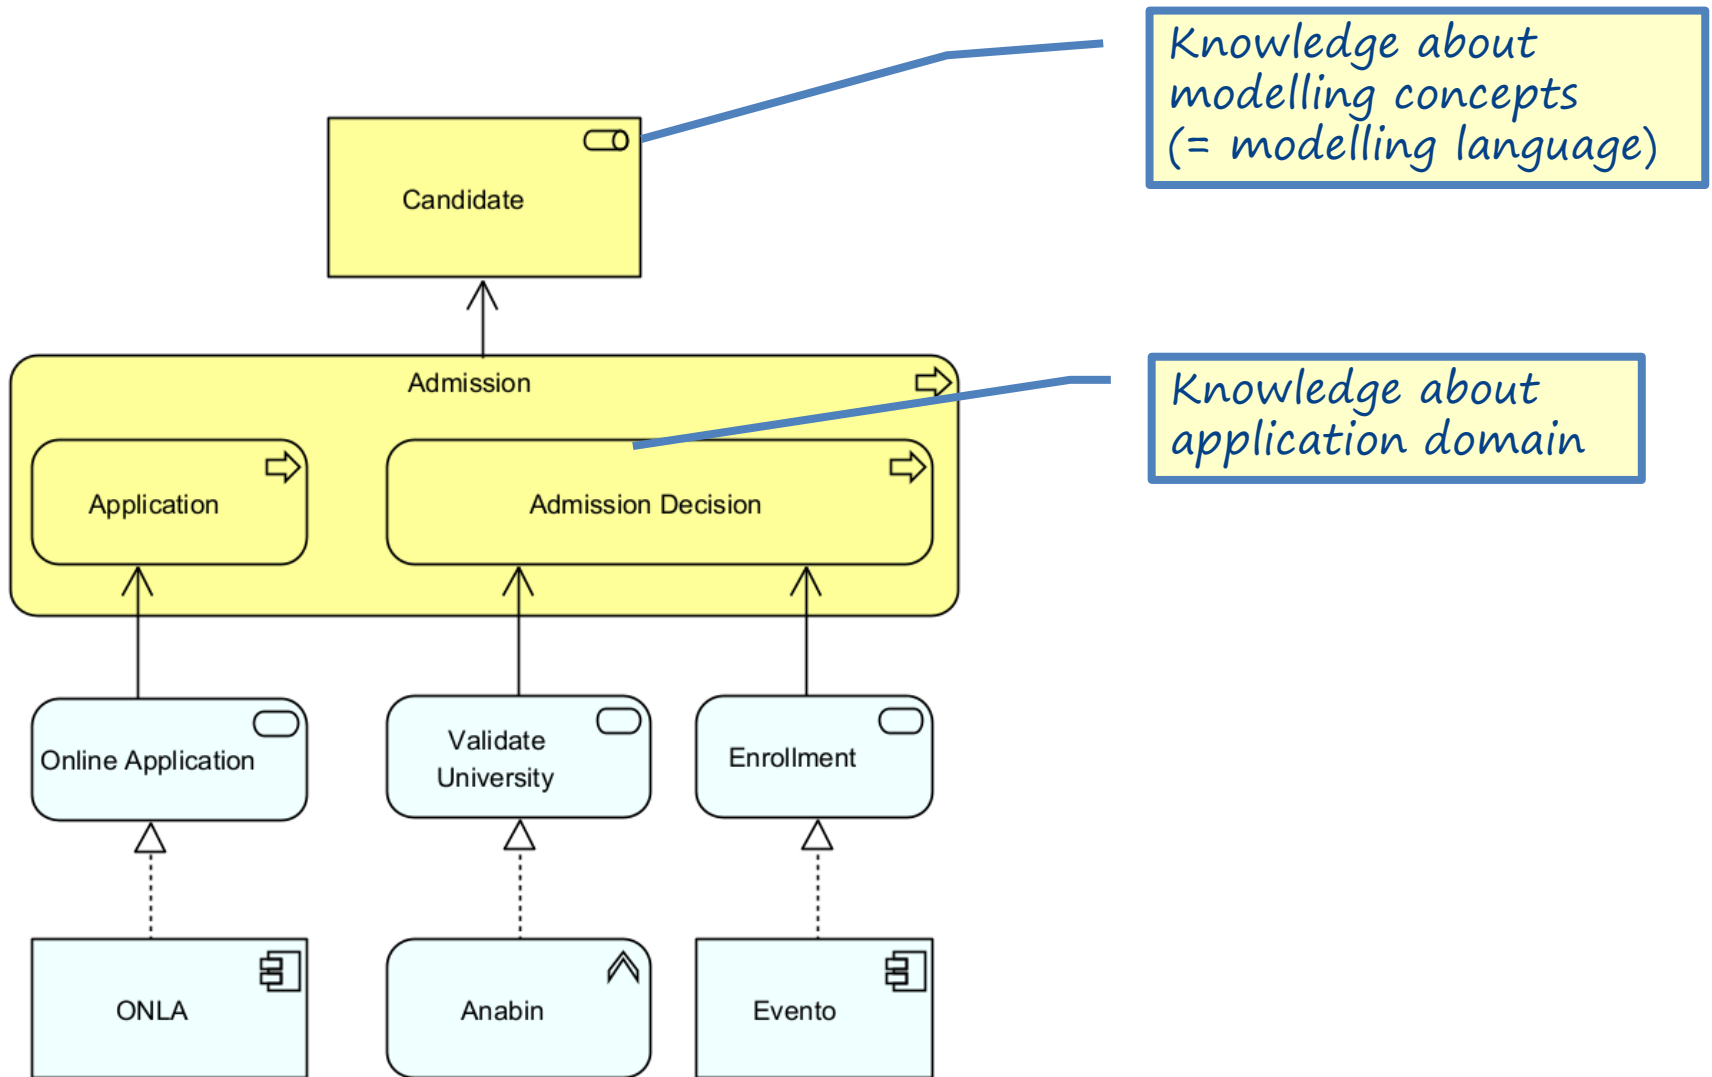 Knowledge about
modelling concepts
(= modelling language)
Candidate
Admission
Knowledge about
application domain
Application
Admission Decision
Online Application
Validate
University
Enrollment
ONLA
Anabin
Evento